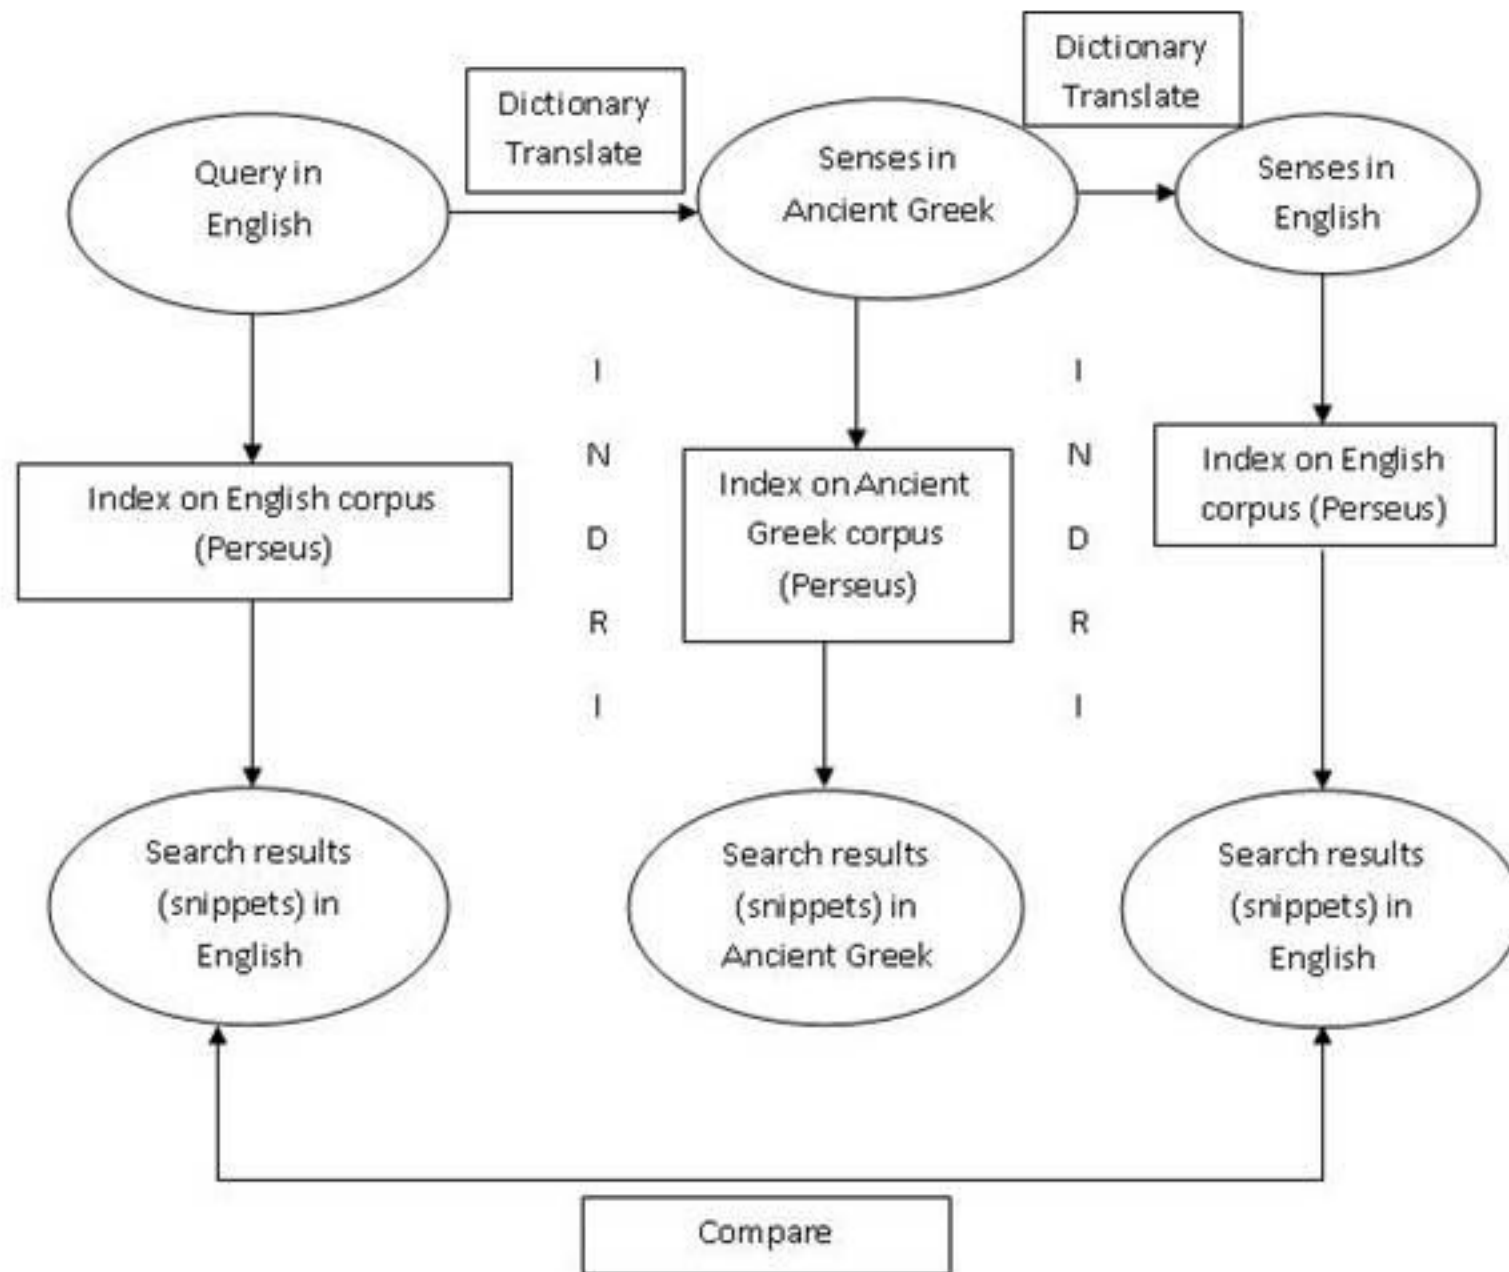 Dictionary
Translate
Dictionary
Translate
Query in
English
Senses in
Ancient Greek
Senses in
English
I
N
D
R
I
I
N
D
R
I
Index on English corpus
(Perseus)
Index on Ancient
Greek corpus
(Perseus)
Index on English
corpus (Perseus)
Search results
(snippets) in
English
Search results
(snippets) in
Ancient Greek
Search results
(snippets) in
English
Compare